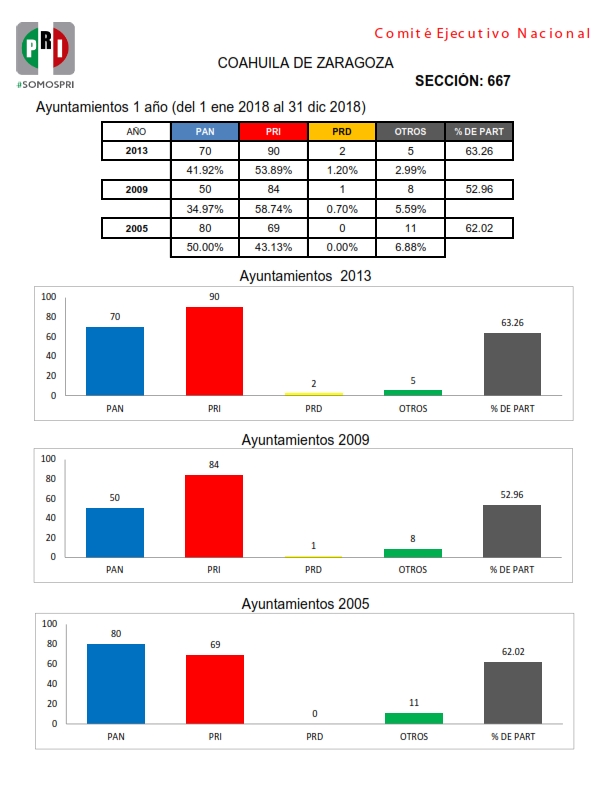 Comité Ejecutivo Nacional
PRI
#SOMOSPRI
COAHUILA DE ZARAGOZA
SECCIÓN: 667
Ayuntamientos 1 año (del 1 ene 2018 al 31 dic 2018)
AÑO PAN PRI PRD OTROS % DE PART
2013 70 90 2 5 63.26
41.92% 53.89% 1.20% 2.99%
2009 50 84 1 8 52.96
34.97% 58.74% 0.70% 5.59%
2005 80 69 0 11 62.02
50.00% 43.13% 0.00% 6.88%
Ayuntamientos 2013
100
80
60
40
20
0
70
90
2
5
63.26
PAN PRI PRD OTROS % DE PART
Ayuntamientos 2009
100
80
60
40
20
0
50
84
1
8
52.96
PAN PRI PRD OTROS % DE PART
Ayuntamientos 2005
100
80
60
40
20
0
80
69
0
11
62.02
PAN PRI PRD OTROS % DE PART